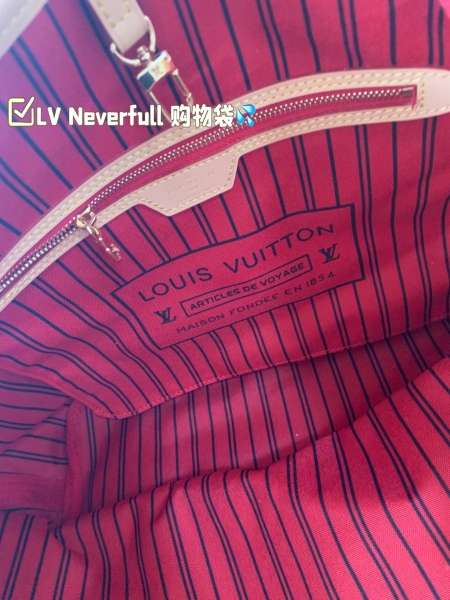 LV Neverfull 购物袋💦
LOUIS VUITTON
LV ARTICLES DE VOYAGE LV
MAISON FONDÉE EN 1854